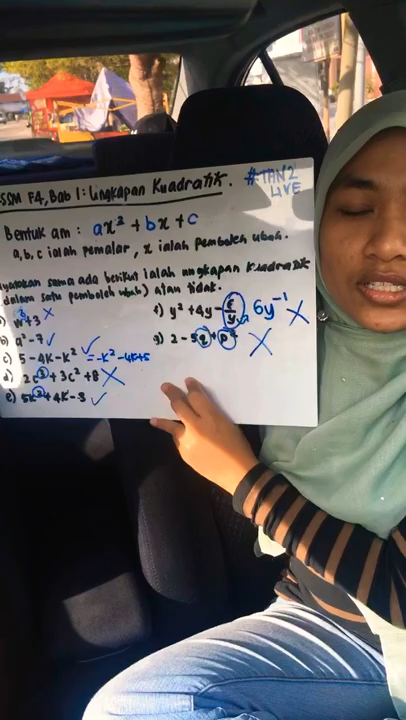 SSM F4, Bab 1: Ungkapan Kuadratik.
#TAN2 LIVE
Bentuk am: ax² + bx + c
a, b, c ialah pemalar, x ialah pemboleh ubah.
nyatakan sama ada berikut ialah ungkapan kuadratik
(dalam satu pemboleh ubah) atau tidak.
+3 X
b) a² - 7 ✓
c) 5 - 4k - k² ✓ = -k² - 4k + 5
d) 2c³ + 3c² + 8 X
e) 5k² + 4k - 3 ✓
f) y² + 4y - 6/y 6y⁻¹ X
g) 2 - 5q + p² X